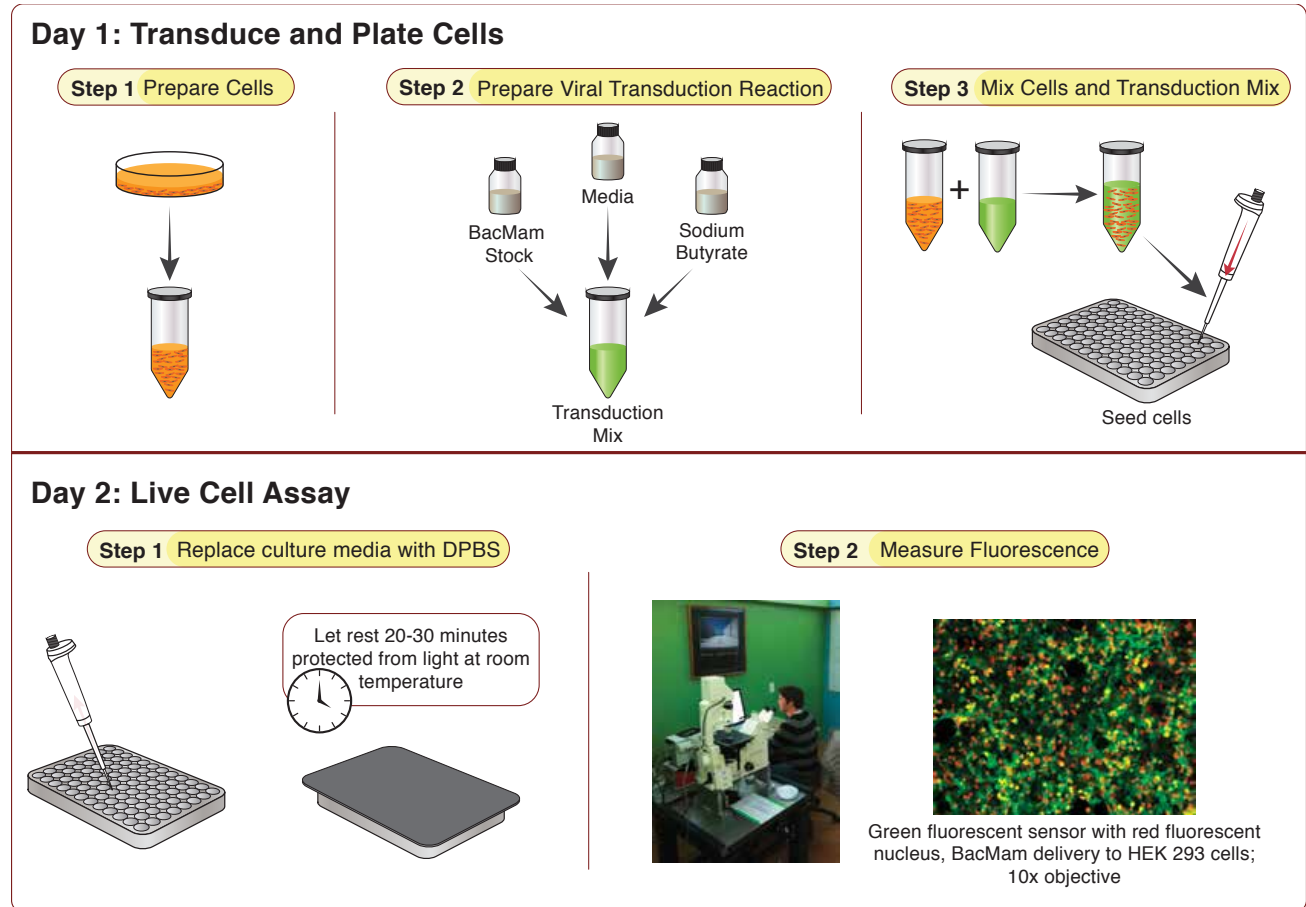 Day 1: Transduce and Plate Cells
Step 1 Prepare Cells
Step 2 Prepare Viral Transduction Reaction
BacMam
Stock
Media
Sodium
Butyrate
Transduction
Mix
Step 3 Mix Cells and Transduction Mix
+
Seed cells
Day 2: Live Cell Assay
Step 1 Replace culture media with DPBS
Let rest 20-30 minutes
protected from light at room
temperature
Step 2 Measure Fluorescence
Green fluorescent sensor with red fluorescent
nucleus, BacMam delivery to HEK 293 cells;
10x objective